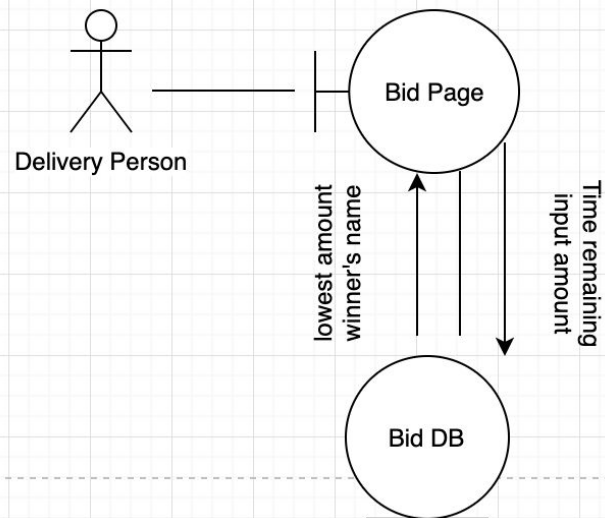 Bid Page
Delivery Person
lowest amount
winner's name
Time remaining
input amount
Bid DB